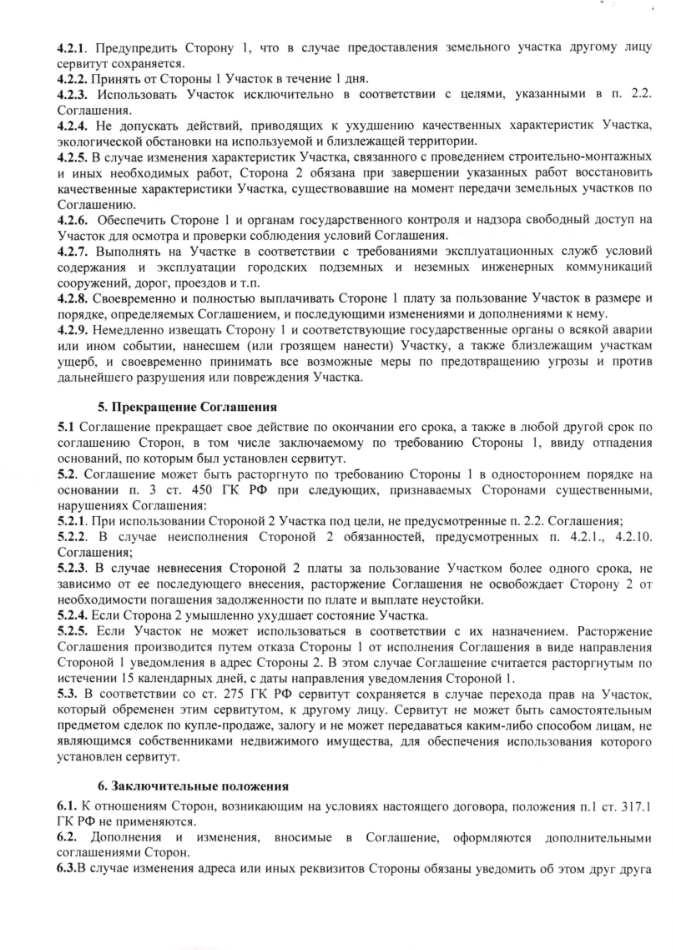 4.2.1. Предупредить Сторону 1, что в случае предоставления земельного участка другому лицу
сервитут сохраняется.
4.2.2. Принять от Стороны 1 Участок в течение 1 дня.
4.2.3. Использовать Участок исключительно в соответствии с целями, указанными в п. 2.2.
Соглашения.
4.2.4. Не допускать действий, приводящих к ухудшению качественных характеристик Участка,
экологической обстановки на используемой и близлежащей территории.
4.2.5. В случае изменения характеристик Участка, связанного с проведением строительно-монтажных
и иных необходимых работ, Сторона 2 обязана при завершении указанных работ восстановить
качественные характеристики Участка, существовавшие на момент передачи земельных участков по
Соглашению.
4.2.6. Обеспечить Стороне 1 и органам государственного контроля и надзора свободный доступ на
Участок для осмотра и проверки соблюдения условий Соглашения.
4.2.7. Выполнять на Участке в соответствии с требованиями эксплуатационных служб условий
содержания и эксплуатации городских подземных и неземных инженерных коммуникаций
сооружений, дорог, проездов и т.п.
4.2.8. Своевременно и полностью выплачивать Стороне 1 плату за пользование Участок в размере и
порядке, определяемых Соглашением, и последующими изменениями и дополнениями к нему.
4.2.9. Немедленно извещать Сторону 1 и соответствующие государственные органы о всякой аварии
или ином событии, нанесшем (или грозящем нанести) Участку, а также близлежащим участкам
ущерб, и своевременно принимать все возможные меры по предотвращению угрозы и против
дальнейшего разрушения или повреждения Участка.
5. Прекращение Соглашения
5.1 Соглашение прекращает свое действие по окончании его срока, а также в любой другой срок по
соглашению Сторон, в том числе заключаемому по требованию Стороны 1, ввиду отпадения
оснований, по которым был установлен сервитут.
5.2. Соглашение может быть расторгнуто по требованию Стороны 1 в одностороннем порядке на
основании п. 3 ст. 450 ГК РФ при следующих, признаваемых Сторонами существенными,
нарушениях Соглашения:
5.2.1. При использовании Стороной 2 Участка под цели, не предусмотренные п. 2.2. Соглашения;
5.2.2. В случае неисполнения Стороной 2 обязанностей, предусмотренных п. 4.2.1., 4.2.10.
Соглашения;
5.2.3. В случае невнесения Стороной 2 платы за пользование Участком более одного срока, не
зависимо от ее последующего внесения, расторжение Соглашения не освобождает Сторону 2 от
необходимости погашения задолженности по плате и выплате неустойки.
5.2.4. Если Сторона 2 умышленно ухудшает состояние Участка.
5.2.5. Если Участок не может использоваться в соответствии с их назначением. Расторжение
Соглашения производится путем отказа Стороны 1 от исполнения Соглашения в виде направления
Стороной 1 уведомления в адрес Стороны 2. В этом случае Соглашение считается расторгнутым по
истечении 15 календарных дней, с даты направления уведомления Стороной 1.
5.3. В соответствии со ст. 275 ГК РФ сервитут сохраняется в случае перехода прав на Участок,
который обременен этим сервитутом, к другому лицу. Сервитут не может быть самостоятельным
предметом сделок по купле-продаже, залогу и не может передаваться каким-либо способом лицам, не
являющимся собственниками недвижимого имущества, для обеспечения использования которого
установлен сервитут.
6. Заключительные положения
6.1. К отношениям Сторон, возникающим на условиях настоящего договора, положения п.1 ст. 317.1
ГК РФ не применяются.
6.2. Дополнения и изменения, вносимые в Соглашение, оформляются дополнительными
соглашениями Сторон.
6.3.В случае изменения адреса или иных реквизитов Стороны обязаны уведомить об этом друг друга